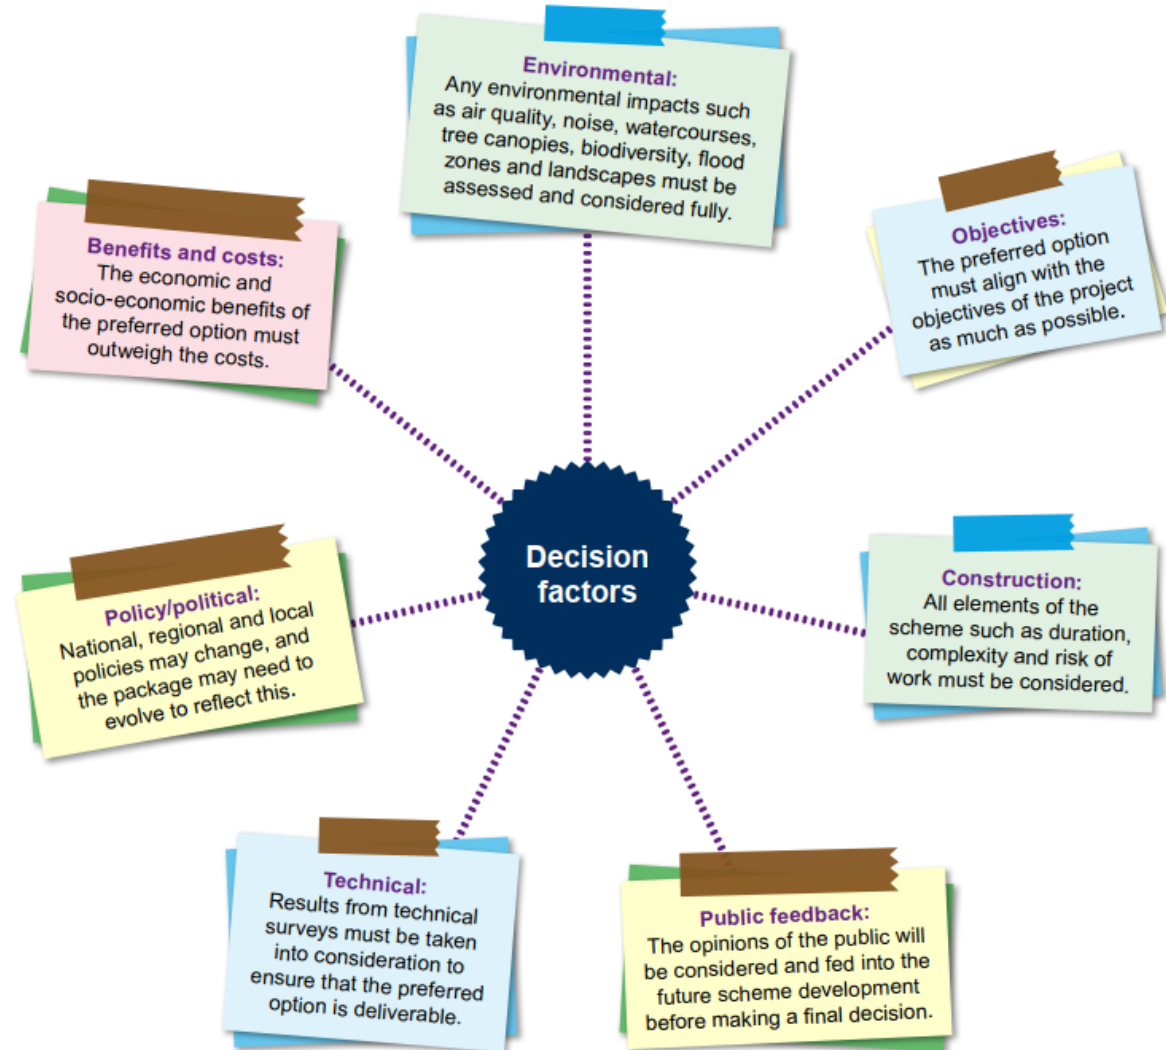 Environmental:
Any environmental impacts such
as air quality, noise, watercourses,
tree canopies, biodiversity, flood
zones and landscapes must be
assessed and considered fully.
Objectives:
The preferred option
must align with the
objectives of the project
as much as possible.
Benefits and costs:
The economic and
socio-economic benefits of
the preferred option must
outweigh the costs.
Decision
factors
Construction:
All elements of the
scheme such as duration,
complexity and risk of
work must be considered.
Policy/political:
National, regional and local
policies may change, and
the package may need to
evolve to reflect this.
Technical:
Results from technical
surveys must be taken
into consideration to
ensure that the preferred
option is deliverable.
Public feedback:
The opinions of the public will
be considered and fed into the
future scheme development
before making a final decision.